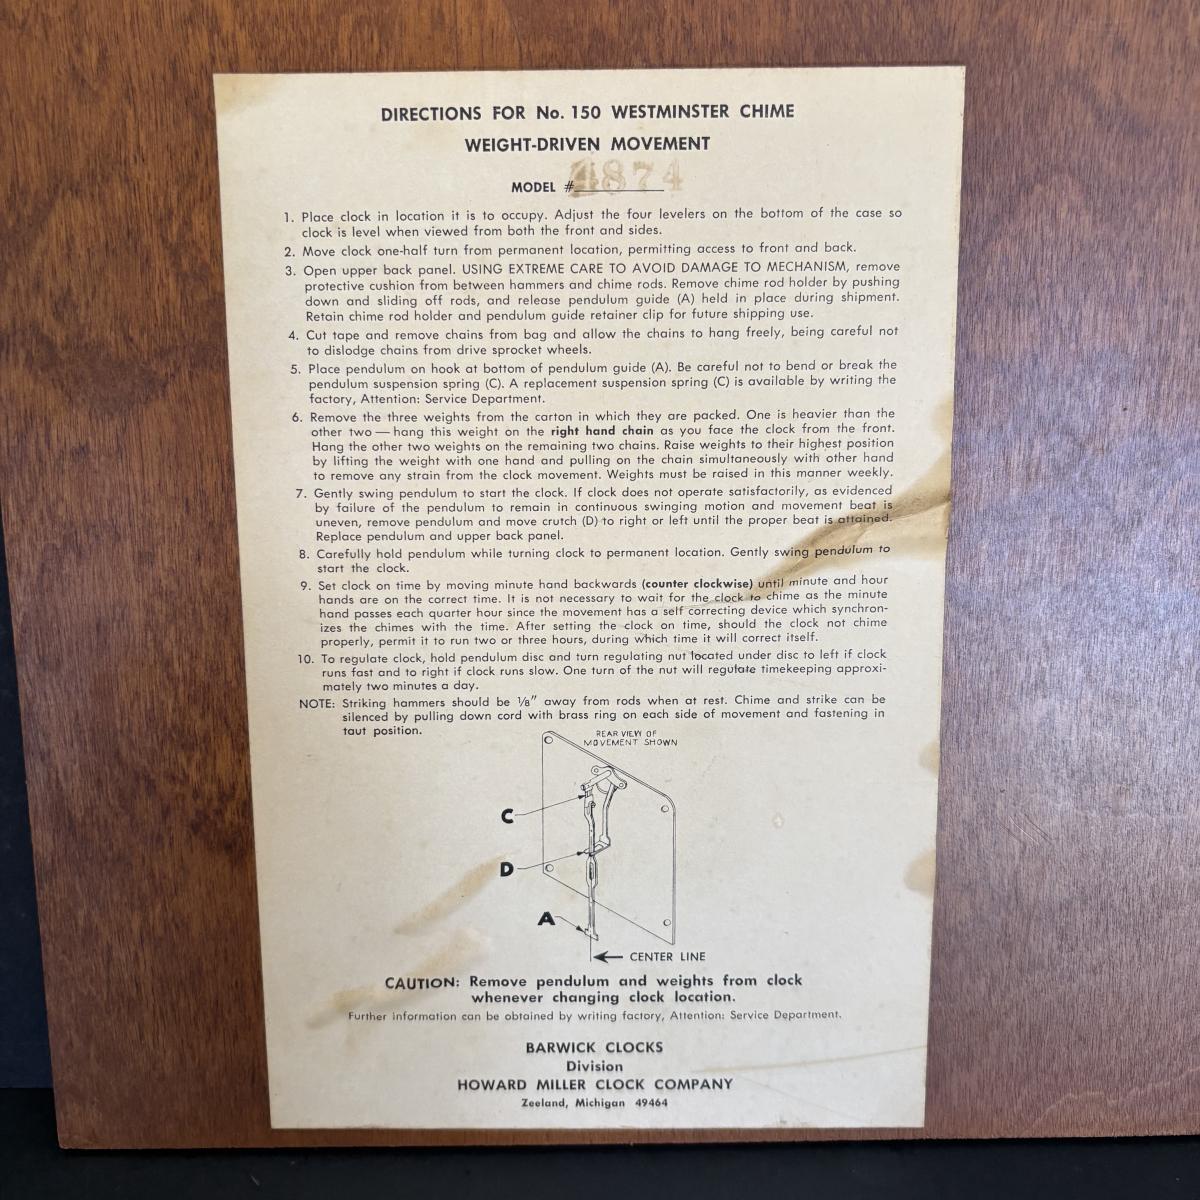 DIRECTIONS FOR No. 150 WESTMINSTER CHIME
WEIGHT-DRIVEN MOVEMENT
MODEL # 4874
1. Place clock in location it is to occupy. Adjust the four levelers on the bottom of the case so
clock is level when viewed from both the front and sides.
2. Move clock one-half turn from permanent location, permitting access to front and back.
3. Open upper back panel. USING EXTREME CARE TO AVOID DAMAGE TO MECHANISM, remove
protective cushion from between hammers and chime rods. Remove chime rod holder by pushing
down and sliding off rods, and release pendulum guide (A) held in place during shipment.
Retain chime rod holder and pendulum guide retainer clip for future shipping use.
4. Cut tape and remove chains from bag and allow the chains to hang freely, being careful not
to dislodge chains from drive sprocket wheels.
5. Place pendulum on hook at bottom of pendulum guide (A). Be careful not to bend or break the
pendulum suspension spring (C). A replacement suspension spring (C) is available by writing the
factory, Attention: Service Department.
6. Remove the three weights from the carton in which they are packed. One is heavier than the
other two — hang this weight on the right hand chain as you face the clock from the front.
Hang the other two weights on the remaining two chains. Raise weights to their highest position
by lifting the weight with one hand and pulling on the chain simultaneously with other hand
to remove any strain from the clock movement. Weights must be raised in this manner weekly.
7. Gently swing pendulum to start the clock. If clock does not operate satisfactorily, as evidenced
by failure of the pendulum to remain in continuous swinging motion and movement beat is
uneven, remove pendulum and move crutch (D) to right or left until the proper beat is attained.
Replace pendulum and upper back panel.
8. Carefully hold pendulum while turning clock to permanent location. Gently swing pendulum to
start the clock.
9. Set clock on time by moving minute hand backwards (counter clockwise) until minute and hour
hands are on the correct time. It is not necessary to wait for the clock to chime as the minute
hand passes each quarter hour since the movement has a self correcting device which synchron-
izes the chimes with the time. After setting the clock on time, should the clock not chime
properly, permit it to run two or three hours, during which time it will correct itself.
10. To regulate clock, hold pendulum disc and turn regulating nut located under disc to left if clock
runs fast and to right if clock runs slow. One turn of the nut will regulate timekeeping approxi-
mately two minutes a day.
NOTE: Striking hammers should be ⅛" away from rods when at rest. Chime and strike can be
silenced by pulling down cord with brass ring on each side of movement and fastening in
taut position.
REAR VIEW OF
MOVEMENT SHOWN
C
D
A
CENTER LINE
CAUTION: Remove pendulum and weights from clock
whenever changing clock location.
Further information can be obtained by writing factory, Attention: Service Department.
BARWICK CLOCKS
Division
HOWARD MILLER CLOCK COMPANY
Zeeland, Michigan 49464